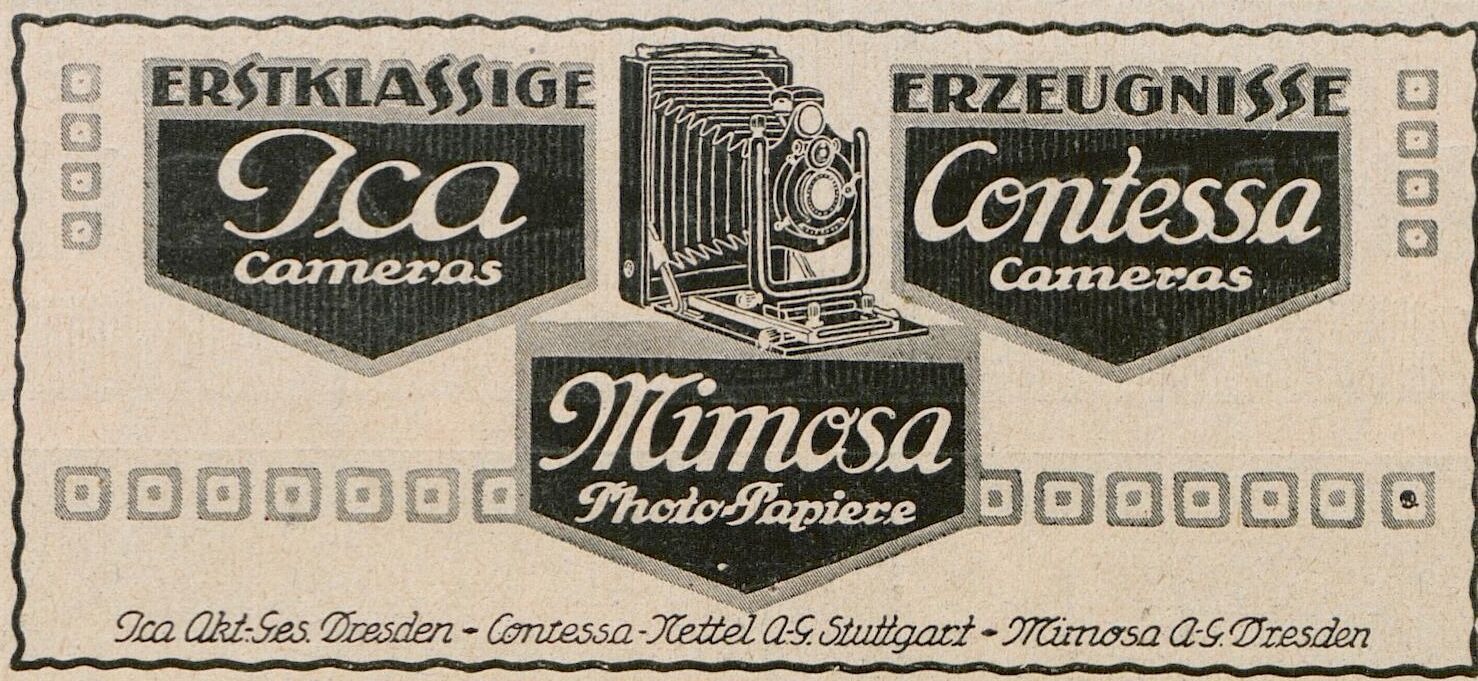 ERSTKLASSIGE ERZEUGNISSE
Ica
Cameras
Contessa
Cameras
Mimosa
Photo-Papiere
Ica Akt-Ges. Dresden - Contessa-Nettel A-G. Stuttgart - Mimosa A-G. Dresden